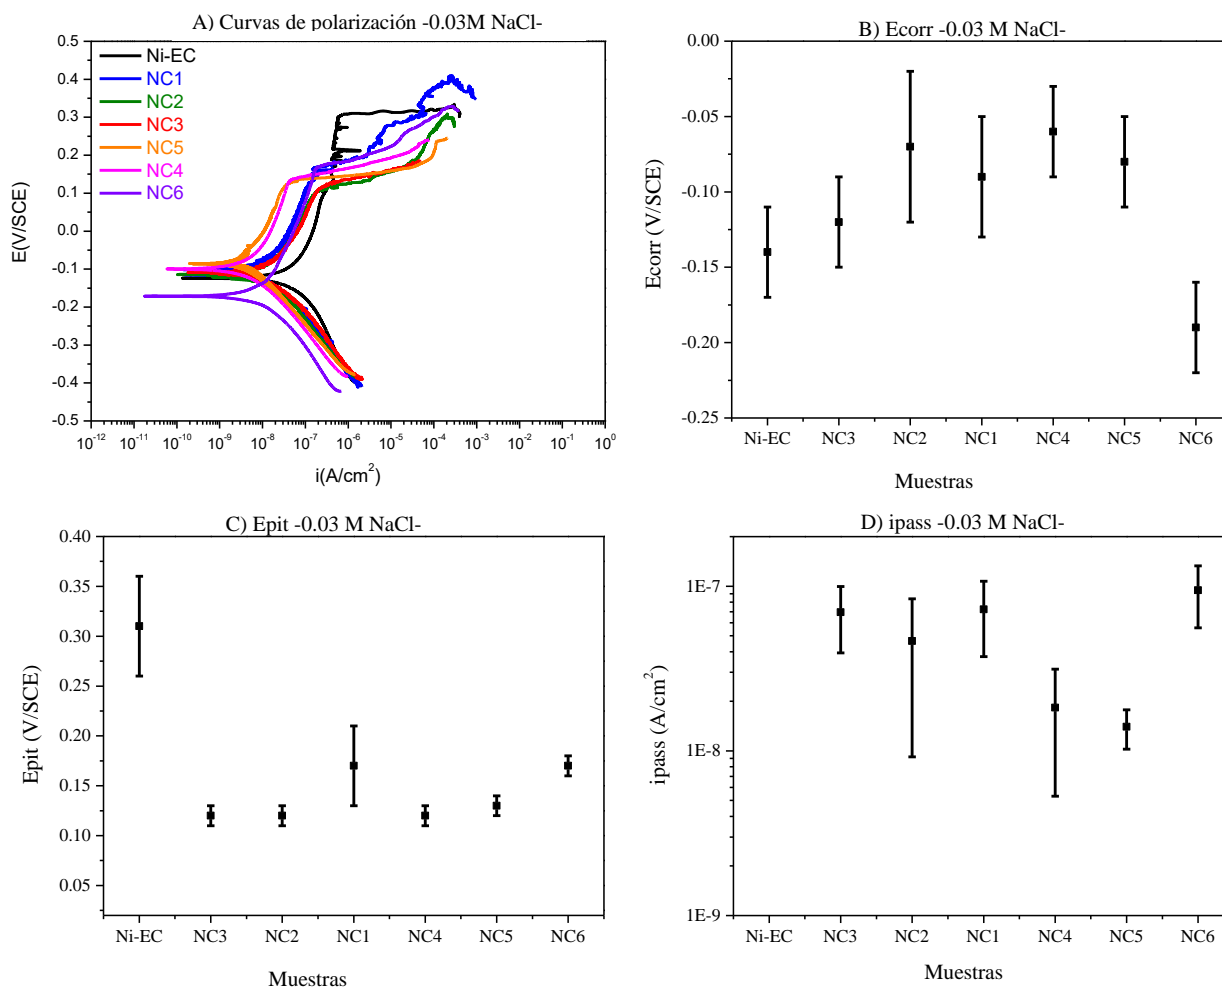 A) Curvas de polarización -0.03M NaCl-
0.5
0.4
0.3
0.2
0.1
0.0
-0.1
-0.2
-0.3
-0.4
-0.5
E(V/SCE)
Ni-EC
NC1
NC2
NC3
NC5
NC4
NC6
10^-12 10^-11 10^-10 10^-9 10^-8 10^-7 10^-6 10^-5 10^-4 10^-3 10^-2 10^-1 10^0
i(A/cm^2)
B) Ecorr -0.03 M NaCl-
0.00
-0.05
-0.10
-0.15
-0.20
-0.25
Ecorr (V/SCE)
Ni-EC NC3 NC2 NC1 NC4 NC5 NC6
Muestras
C) Epit -0.03 M NaCl-
0.40
0.35
0.30
0.25
0.20
0.15
0.10
0.05
Epit (V/SCE)
Ni-EC NC3 NC2 NC1 NC4 NC5 NC6
Muestras
D) ipass -0.03 M NaCl-
1E-7
1E-8
1E-9
ipass (A/cm^2)
Ni-EC NC3 NC2 NC1 NC4 NC5 NC6
Muestras